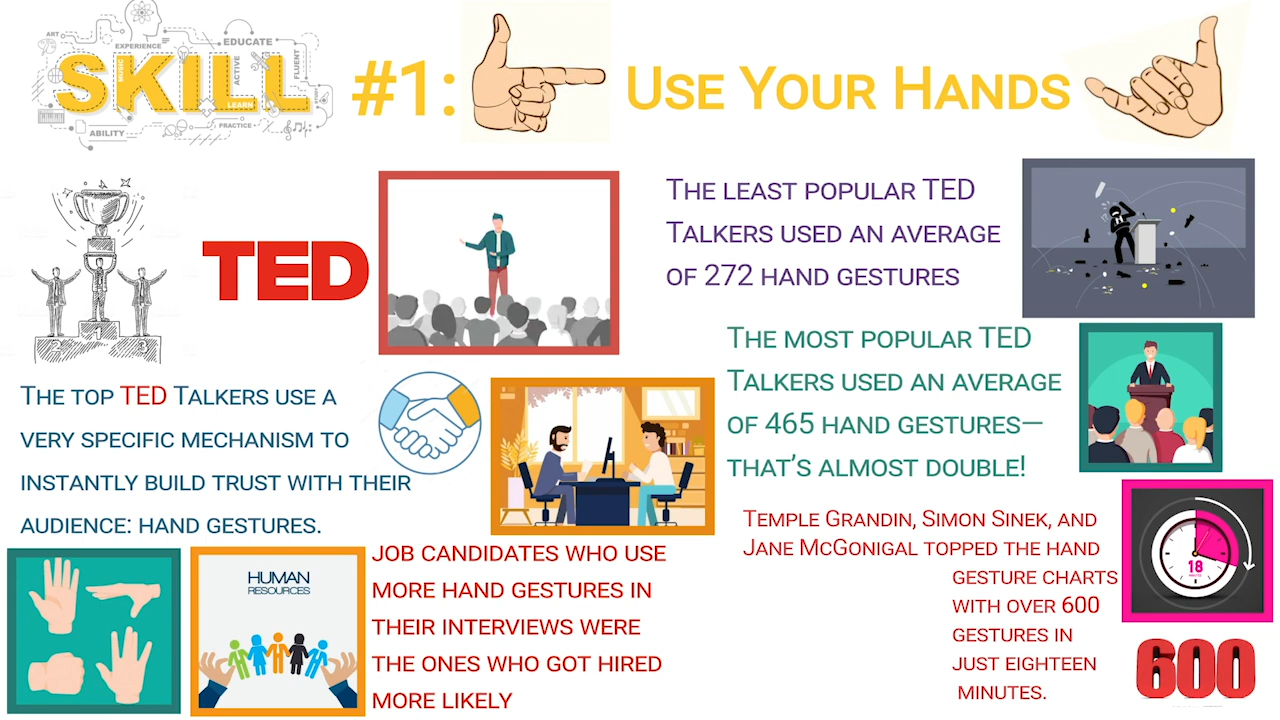 ART
EXPERIENCE
EDUCATE
MUSIC
ACTIVE
FLUENT
SKILL
LEARN
ABILITY
PRACTICE
#1:
USE YOUR HANDS
TED
2 1 3
THE TOP TED TALKERS USE A
VERY SPECIFIC MECHANISM TO
INSTANTLY BUILD TRUST WITH THEIR
AUDIENCE: HAND GESTURES.
HUMAN
RESOURCES
JOB CANDIDATES WHO USE
MORE HAND GESTURES IN
THEIR INTERVIEWS WERE
THE ONES WHO GOT HIRED
MORE LIKELY
THE LEAST POPULAR TED
TALKERS USED AN AVERAGE
OF 272 HAND GESTURES
THE MOST POPULAR TED
TALKERS USED AN AVERAGE
OF 465 HAND GESTURES—
THAT'S ALMOST DOUBLE!
TEMPLE GRANDIN, SIMON SINEK, AND
JANE MCGONIGAL TOPPED THE HAND
GESTURE CHARTS
WITH OVER 600
GESTURES IN
JUST EIGHTEEN
MINUTES.
18
600